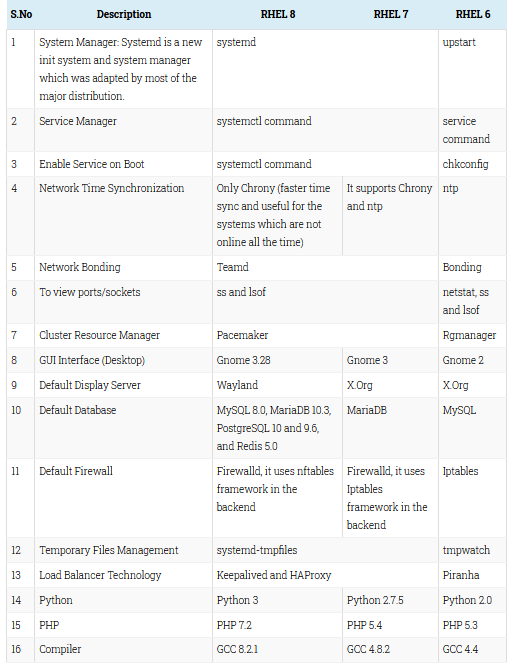 S.No Description RHEL 8 RHEL 7 RHEL 6
1 System Manager: Systemd is a new systemd upstart
init system and system manager
which was adapted by most of the
major distribution.
2 Service Manager systemctl command service
command
3 Enable Service on Boot systemctl command chkconfig
4 Network Time Synchronization Only Chrony (faster time It supports Chrony ntp
sync and useful for the and ntp
systems which are not
online all the time)
5 Network Bonding Teamd Bonding
6 To view ports/sockets ss and lsof netstat, ss
and lsof
7 Cluster Resource Manager Pacemaker Rgmanager
8 GUI Interface (Desktop) Gnome 3.28 Gnome 3 Gnome 2
9 Default Display Server Wayland X.Org X.Org
10 Default Database MySQL 8.0, MariaDB 10.3, MariaDB MySQL
PostgreSQL 10 and 9.6,
and Redis 5.0
11 Default Firewall Firewalld, it uses nftables Firewalld, it uses Iptables
framework in the Iptables
backend framework in the
backend
12 Temporary Files Management systemd-tmpfiles tmpwatch
13 Load Balancer Technology Keepalived and HAProxy Piranha
14 Python Python 3 Python 2.7.5 Python 2.0
15 PHP PHP 7.2 PHP 5.4 PHP 5.3
16 Compiler GCC 8.2.1 GCC 4.8.2 GCC 4.4